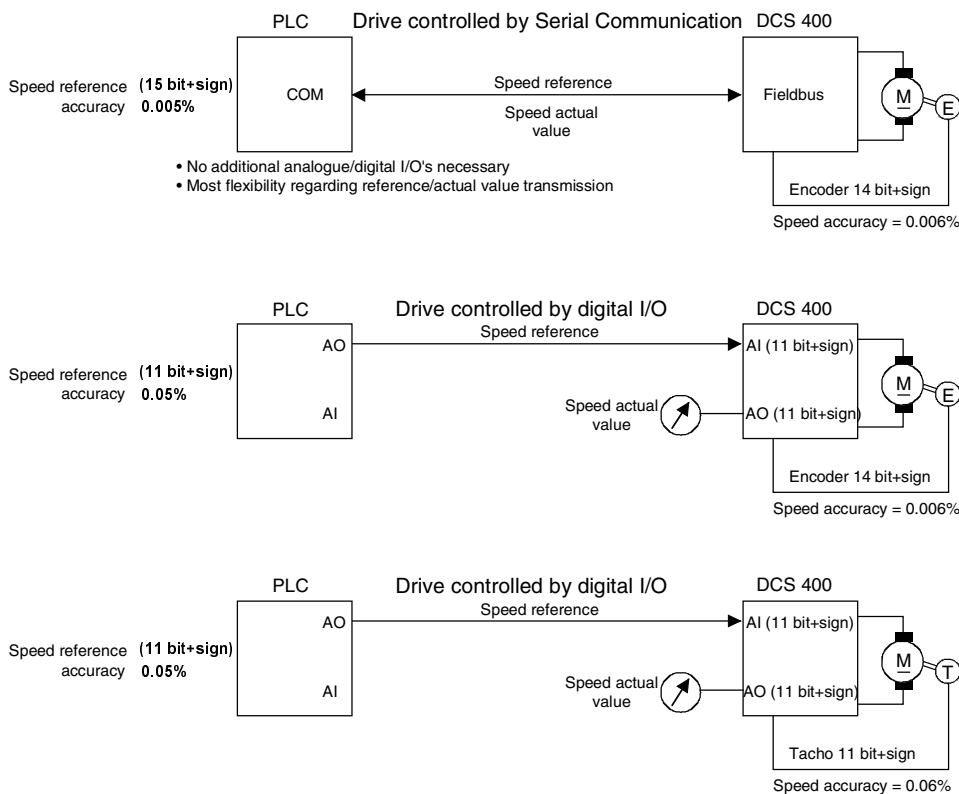 PLC
Drive controlled by Serial Communication
DCS 400
Speed reference (15 bit+sign)
accuracy 0.005%
COM
Speed reference
Speed actual
value
Fieldbus
M
E
• No additional analogue/digital I/O's necessary
• Most flexibility regarding reference/actual value transmission
Encoder 14 bit+sign
Speed accuracy = 0.006%
PLC
Drive controlled by digital I/O
DCS 400
Speed reference
AO
AI (11 bit+sign)
Speed reference (11 bit+sign)
accuracy 0.05%
M
E
AI
Speed actual
value
AO (11 bit+sign)
Encoder 14 bit+sign
Speed accuracy = 0.006%
PLC
Drive controlled by digital I/O
DCS 400
Speed reference
AO
AI (11 bit+sign)
Speed reference (11 bit+sign)
accuracy 0.05%
M
T
AI
Speed actual
value
AO (11 bit+sign)
Tacho 11 bit+sign
Speed accuracy = 0.06%